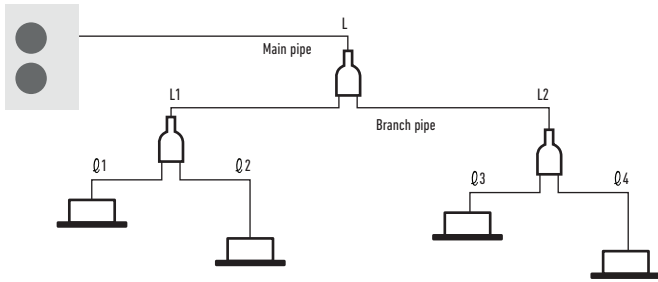 L
Main pipe
L1
L2
Branch pipe
ℓ1
ℓ2
ℓ3
ℓ4